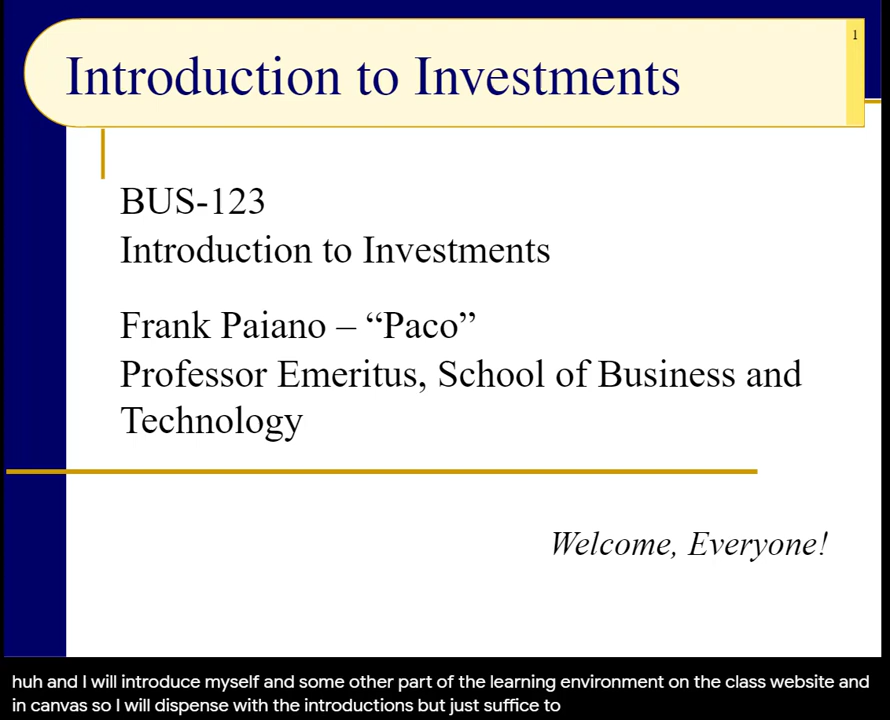 1
Introduction to Investments
BUS-123
Introduction to Investments
Frank Paiano – “Paco”
Professor Emeritus, School of Business and
Technology
Welcome, Everyone!
huh and I will introduce myself and some other part of the learning environment on the class website and
in canvas so I will dispense with the introductions but just suffice to